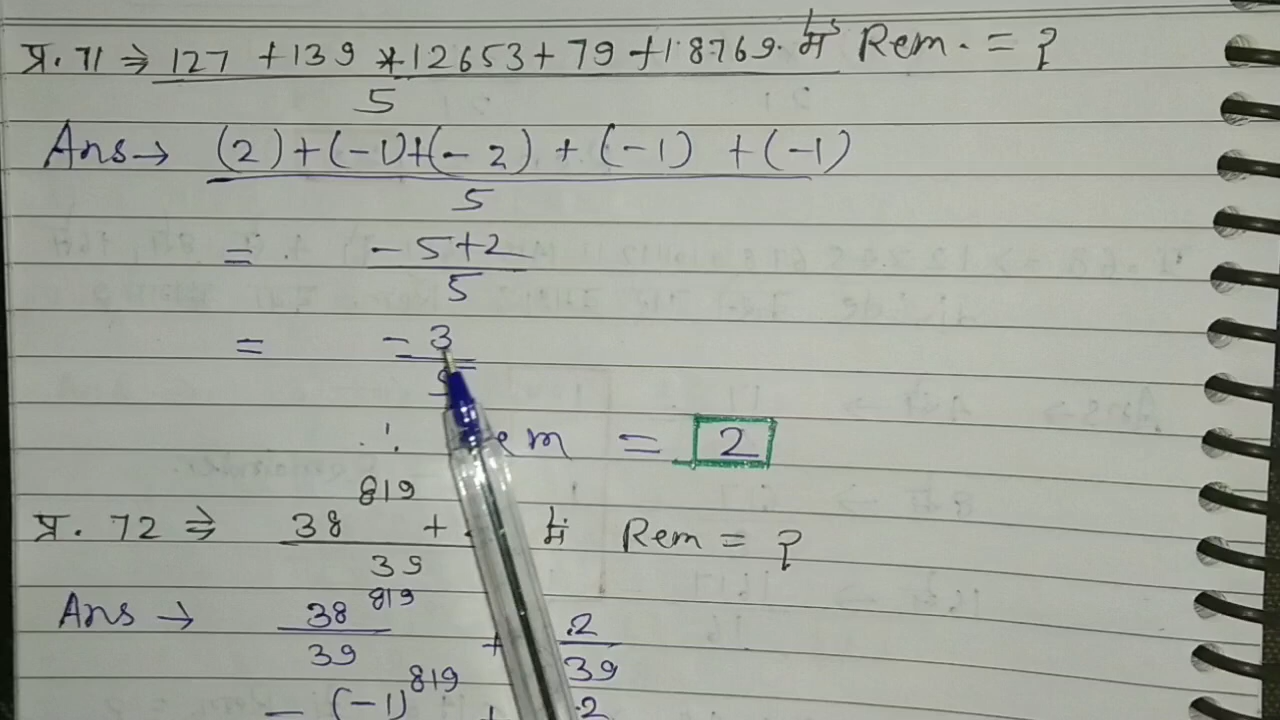 प्र. 71 ⇒ 127 + 139 + 12653 + 79 + 18769 में Rem. = ?
5
Ans → (2) + (-1) + (- 2) + (-1) + (-1)
5
= - 5 + 2
5
= - 3
∴ = 2
प्र. 72 ⇒ 38^819 + में Rem = ?
39
Ans → 38^819 + 2
39 39
= (-1)^819 + 2